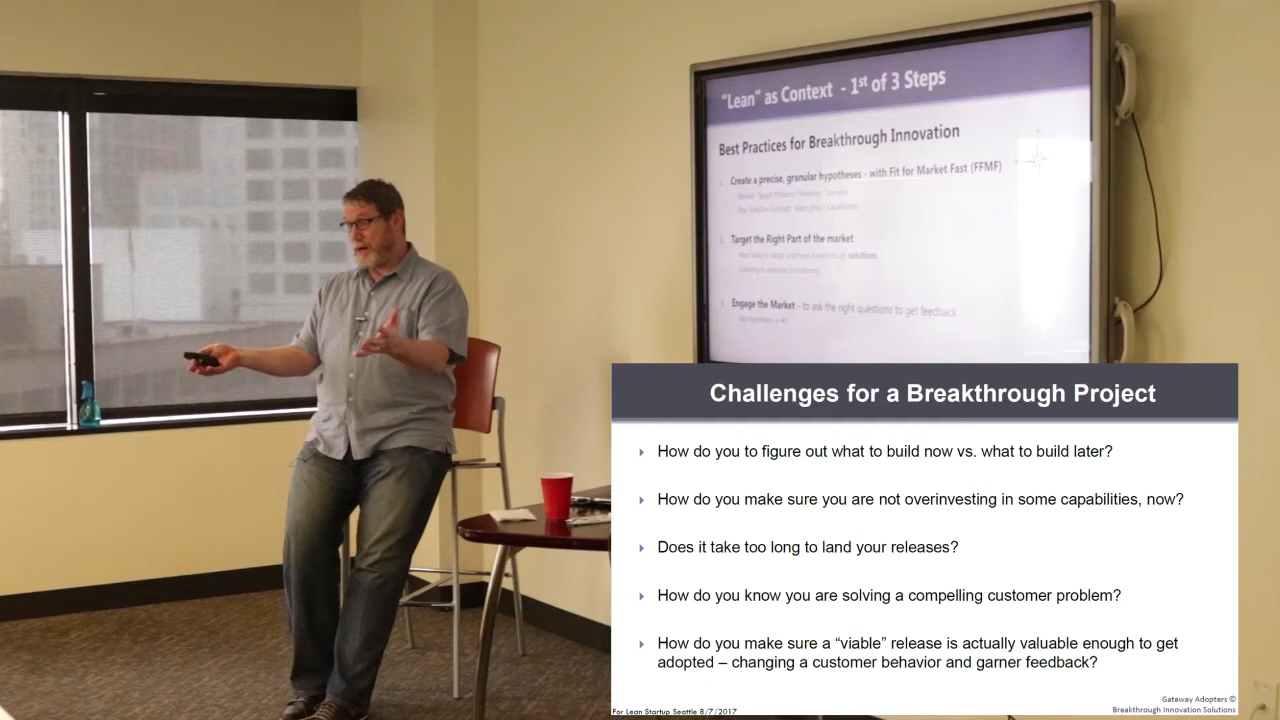 "Lean" as Context - 1st of 3 Steps
Best Practices for Breakthrough Innovation
Create a precise, granular hypotheses - with Fit for Market Fast (FFMF)
Target the Right Part of the market
solutions
Engage the Market - to ask the right questions to get feedback
Challenges for a Breakthrough Project
How do you to figure out what to build now vs. what to build later?
How do you make sure you are not overinvesting in some capabilities, now?
Does it take too long to land your releases?
How do you know you are solving a compelling customer problem?
How do you make sure a “viable” release is actually valuable enough to get
adopted – changing a customer behavior and garner feedback?
Gateway Adopters ©
Breakthrough Innovation Solutions
For Lean Startup Seattle 8/7/2017